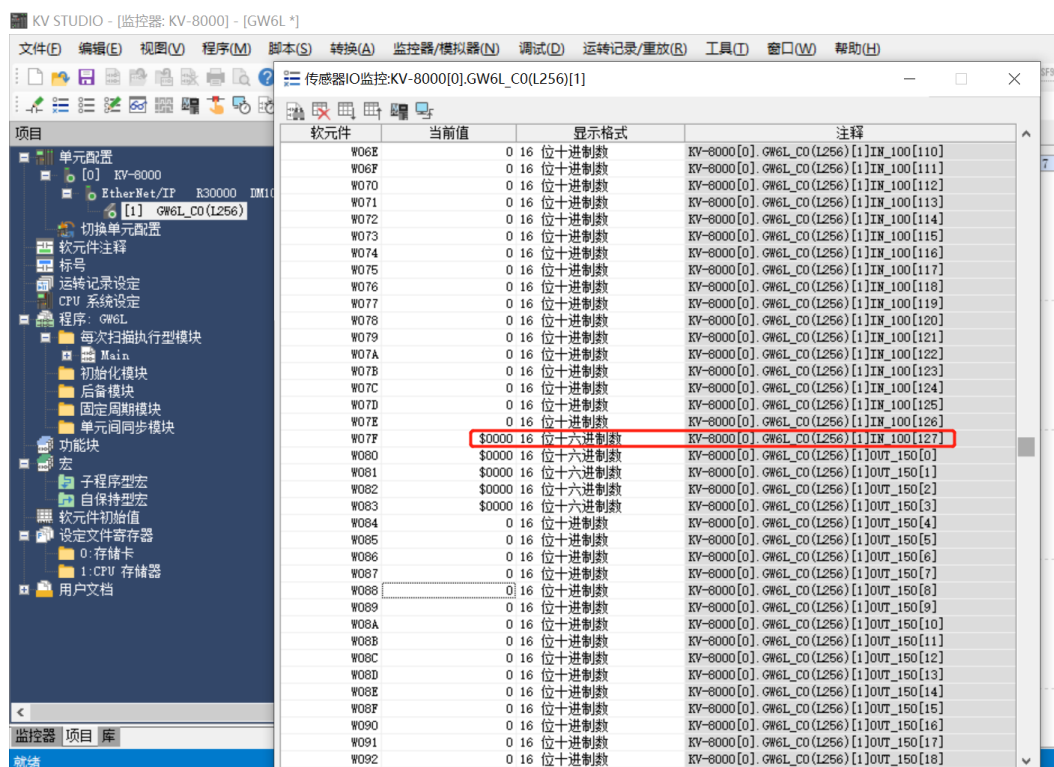 KV STUDIO - [监控器: KV-8000] - [GW6L *]
文件(F) 编辑(E) 视图(V) 程序(M) 脚本(S) 转换(A) 监控器/模拟器(N) 调试(D) 运转记录/重放(R) 工具(T) 窗口(W) 帮助(H)
传感器IO监控:KV-8000[0].GW6L_C0(L256)[1]
项目
单元配置
[0] KV-8000
EtherNet/IP R30000 DM10
[1] GW6L_C0(L256)
切换单元配置
软元件注释
标号
运转记录设定
CPU 系统设定
程序: GW6L
每次扫描执行型模块
Main
初始化模块
后备模块
固定周期模块
单元间同步模块
功能块
宏
子程序型宏
自保持型宏
软元件初始值
设定文件寄存器
0:存储卡
1:CPU 存储器
用户文档
监控器 项目 库
就绪
软元件 当前值 显示格式 注释
W06E 0 16 位十进制数 KV-8000[0].GW6L_C0(L256)[1]IN_100[110]
W06F 0 16 位十进制数 KV-8000[0].GW6L_C0(L256)[1]IN_100[111]
W070 0 16 位十进制数 KV-8000[0].GW6L_C0(L256)[1]IN_100[112]
W071 0 16 位十进制数 KV-8000[0].GW6L_C0(L256)[1]IN_100[113]
W072 0 16 位十进制数 KV-8000[0].GW6L_C0(L256)[1]IN_100[114]
W073 0 16 位十进制数 KV-8000[0].GW6L_C0(L256)[1]IN_100[115]
W074 0 16 位十进制数 KV-8000[0].GW6L_C0(L256)[1]IN_100[116]
W075 0 16 位十进制数 KV-8000[0].GW6L_C0(L256)[1]IN_100[117]
W076 0 16 位十进制数 KV-8000[0].GW6L_C0(L256)[1]IN_100[118]
W077 0 16 位十进制数 KV-8000[0].GW6L_C0(L256)[1]IN_100[119]
W078 0 16 位十进制数 KV-8000[0].GW6L_C0(L256)[1]IN_100[120]
W079 0 16 位十进制数 KV-8000[0].GW6L_C0(L256)[1]IN_100[121]
W07A 0 16 位十进制数 KV-8000[0].GW6L_C0(L256)[1]IN_100[122]
W07B 0 16 位十进制数 KV-8000[0].GW6L_C0(L256)[1]IN_100[123]
W07C 0 16 位十进制数 KV-8000[0].GW6L_C0(L256)[1]IN_100[124]
W07D 0 16 位十进制数 KV-8000[0].GW6L_C0(L256)[1]IN_100[125]
W07E 0 16 位十进制数 KV-8000[0].GW6L_C0(L256)[1]IN_100[126]
W07F $0000 16 位十六进制数 KV-8000[0].GW6L_C0(L256)[1]IN_100[127]
W080 $0000 16 位十六进制数 KV-8000[0].GW6L_C0(L256)[1]OUT_150[0]
W081 $0000 16 位十六进制数 KV-8000[0].GW6L_C0(L256)[1]OUT_150[1]
W082 $0000 16 位十六进制数 KV-8000[0].GW6L_C0(L256)[1]OUT_150[2]
W083 $0000 16 位十六进制数 KV-8000[0].GW6L_C0(L256)[1]OUT_150[3]
W084 0 16 位十进制数 KV-8000[0].GW6L_C0(L256)[1]OUT_150[4]
W085 0 16 位十进制数 KV-8000[0].GW6L_C0(L256)[1]OUT_150[5]
W086 0 16 位十进制数 KV-8000[0].GW6L_C0(L256)[1]OUT_150[6]
W087 0 16 位十进制数 KV-8000[0].GW6L_C0(L256)[1]OUT_150[7]
W088 0 16 位十进制数 KV-8000[0].GW6L_C0(L256)[1]OUT_150[8]
W089 0 16 位十进制数 KV-8000[0].GW6L_C0(L256)[1]OUT_150[9]
W08A 0 16 位十进制数 KV-8000[0].GW6L_C0(L256)[1]OUT_150[10]
W08B 0 16 位十进制数 KV-8000[0].GW6L_C0(L256)[1]OUT_150[11]
W08C 0 16 位十进制数 KV-8000[0].GW6L_C0(L256)[1]OUT_150[12]
W08D 0 16 位十进制数 KV-8000[0].GW6L_C0(L256)[1]OUT_150[13]
W08E 0 16 位十进制数 KV-8000[0].GW6L_C0(L256)[1]OUT_150[14]
W08F 0 16 位十进制数 KV-8000[0].GW6L_C0(L256)[1]OUT_150[15]
W090 0 16 位十进制数 KV-8000[0].GW6L_C0(L256)[1]OUT_150[16]
W091 0 16 位十进制数 KV-8000[0].GW6L_C0(L256)[1]OUT_150[17]
W092 0 16 位十进制数 KV-8000[0].GW6L_C0(L256)[1]OUT_150[18]
7